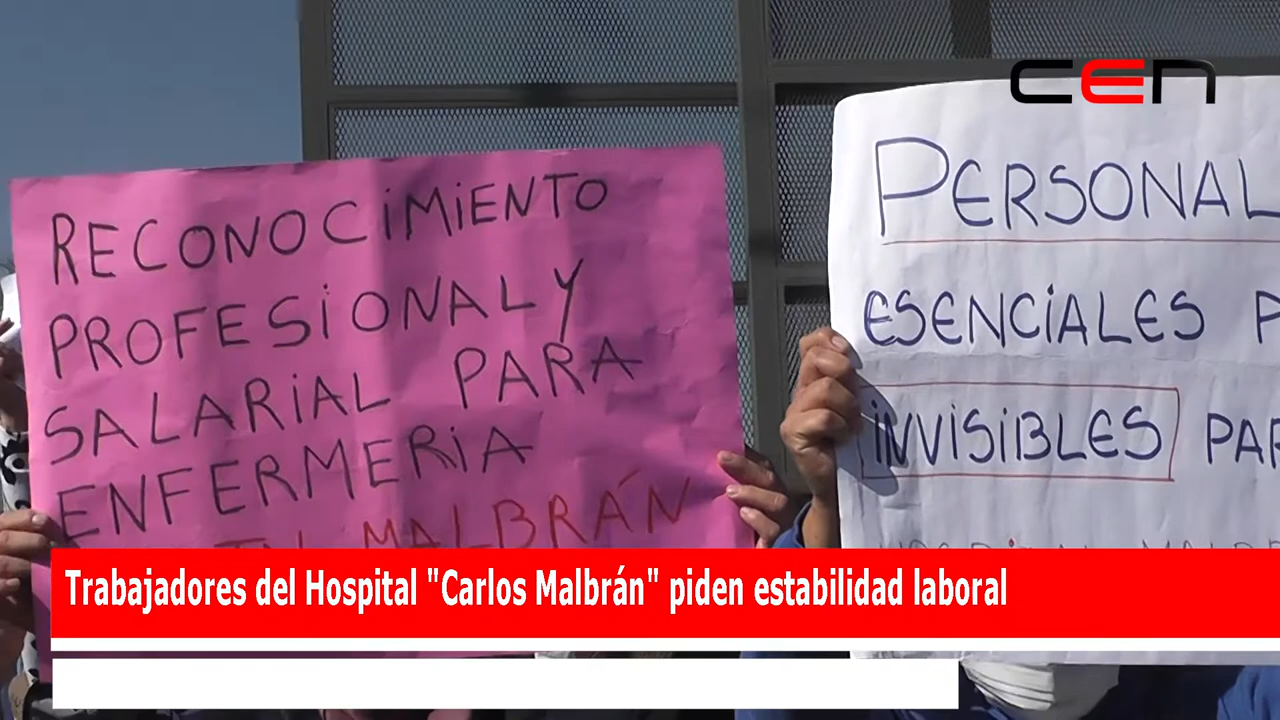 CEN
RECONOCIMIENTO
PROFESIONAL Y
SALARIAL PARA
ENFERMERIA
MALBRÁN
PERSONAL
ESENCIALES
INVISIBLES
Trabajadores del Hospital "Carlos Malbrán" piden estabilidad laboral